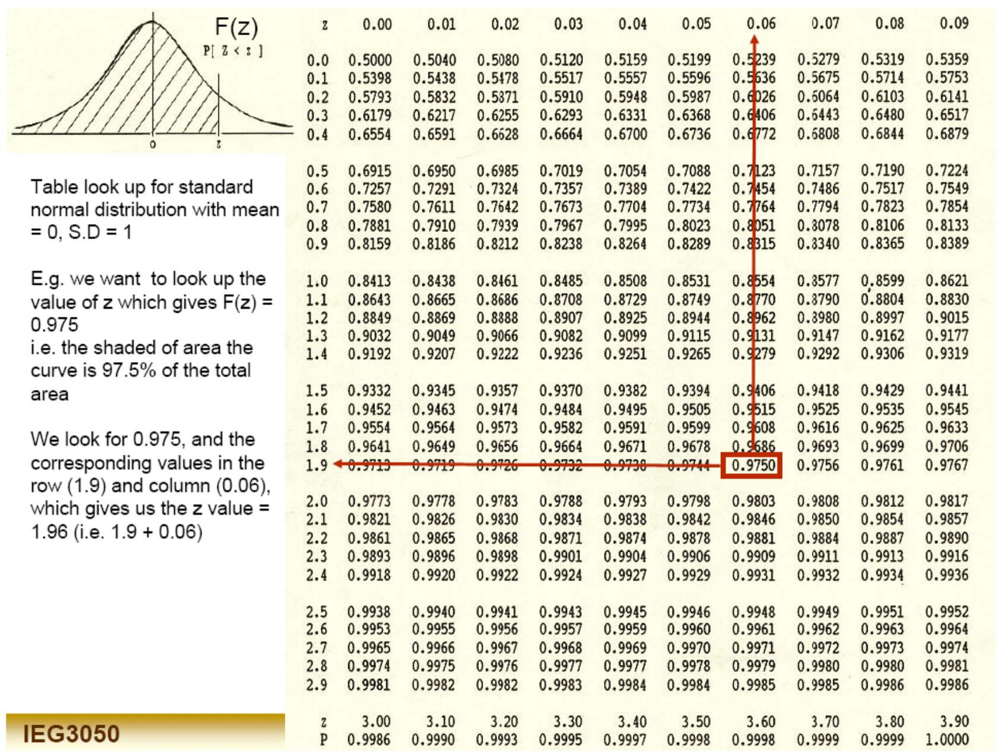 F(z)
P[ Z < z ]
0 z
Table look up for standard
normal distribution with mean
= 0, S.D = 1
E.g. we want to look up the
value of z which gives F(z) =
0.975
i.e. the shaded of area the
curve is 97.5% of the total
area
We look for 0.975, and the
corresponding values in the
row (1.9) and column (0.06),
which gives us the z value =
1.96 (i.e. 1.9 + 0.06)
IEG3050
z 0.00 0.01 0.02 0.03 0.04 0.05 0.06 0.07 0.08 0.09
0.0 0.5000 0.5040 0.5080 0.5120 0.5159 0.5199 0.5239 0.5279 0.5319 0.5359
0.1 0.5398 0.5438 0.5478 0.5517 0.5557 0.5596 0.5636 0.5675 0.5714 0.5753
0.2 0.5793 0.5832 0.5871 0.5910 0.5948 0.5987 0.6026 0.6064 0.6103 0.6141
0.3 0.6179 0.6217 0.6255 0.6293 0.6331 0.6368 0.6406 0.6443 0.6480 0.6517
0.4 0.6554 0.6591 0.6628 0.6664 0.6700 0.6736 0.6772 0.6808 0.6844 0.6879
0.5 0.6915 0.6950 0.6985 0.7019 0.7054 0.7088 0.7123 0.7157 0.7190 0.7224
0.6 0.7257 0.7291 0.7324 0.7357 0.7389 0.7422 0.7454 0.7486 0.7517 0.7549
0.7 0.7580 0.7611 0.7642 0.7673 0.7704 0.7734 0.7764 0.7794 0.7823 0.7854
0.8 0.7881 0.7910 0.7939 0.7967 0.7995 0.8023 0.8051 0.8078 0.8106 0.8133
0.9 0.8159 0.8186 0.8212 0.8238 0.8264 0.8289 0.8315 0.8340 0.8365 0.8389
1.0 0.8413 0.8438 0.8461 0.8485 0.8508 0.8531 0.8554 0.8577 0.8599 0.8621
1.1 0.8643 0.8665 0.8686 0.8708 0.8729 0.8749 0.8770 0.8790 0.8804 0.8830
1.2 0.8849 0.8869 0.8888 0.8907 0.8925 0.8944 0.8962 0.8980 0.8997 0.9015
1.3 0.9032 0.9049 0.9066 0.9082 0.9099 0.9115 0.9131 0.9147 0.9162 0.9177
1.4 0.9192 0.9207 0.9222 0.9236 0.9251 0.9265 0.9279 0.9292 0.9306 0.9319
1.5 0.9332 0.9345 0.9357 0.9370 0.9382 0.9394 0.9406 0.9418 0.9429 0.9441
1.6 0.9452 0.9463 0.9474 0.9484 0.9495 0.9505 0.9515 0.9525 0.9535 0.9545
1.7 0.9554 0.9564 0.9573 0.9582 0.9591 0.9599 0.9608 0.9616 0.9625 0.9633
1.8 0.9641 0.9649 0.9656 0.9664 0.9671 0.9678 0.9686 0.9693 0.9699 0.9706
1.9 0.9713 0.9719 0.9726 0.9732 0.9738 0.9744 0.9750 0.9756 0.9761 0.9767
2.0 0.9773 0.9778 0.9783 0.9788 0.9793 0.9798 0.9803 0.9808 0.9812 0.9817
2.1 0.9821 0.9826 0.9830 0.9834 0.9838 0.9842 0.9846 0.9850 0.9854 0.9857
2.2 0.9861 0.9865 0.9868 0.9871 0.9874 0.9878 0.9881 0.9884 0.9887 0.9890
2.3 0.9893 0.9896 0.9898 0.9901 0.9904 0.9906 0.9909 0.9911 0.9913 0.9916
2.4 0.9918 0.9920 0.9922 0.9924 0.9927 0.9929 0.9931 0.9932 0.9934 0.9936
2.5 0.9938 0.9940 0.9941 0.9943 0.9945 0.9946 0.9948 0.9949 0.9951 0.9952
2.6 0.9953 0.9955 0.9956 0.9957 0.9959 0.9960 0.9961 0.9962 0.9963 0.9964
2.7 0.9965 0.9966 0.9967 0.9968 0.9969 0.9970 0.9971 0.9972 0.9973 0.9974
2.8 0.9974 0.9975 0.9976 0.9977 0.9977 0.9978 0.9979 0.9980 0.9980 0.9981
2.9 0.9981 0.9982 0.9982 0.9983 0.9984 0.9984 0.9985 0.9985 0.9986 0.9986
z 3.00 3.10 3.20 3.30 3.40 3.50 3.60 3.70 3.80 3.90
P 0.9986 0.9990 0.9993 0.9995 0.9997 0.9998 0.9998 0.9999 0.9999 1.0000